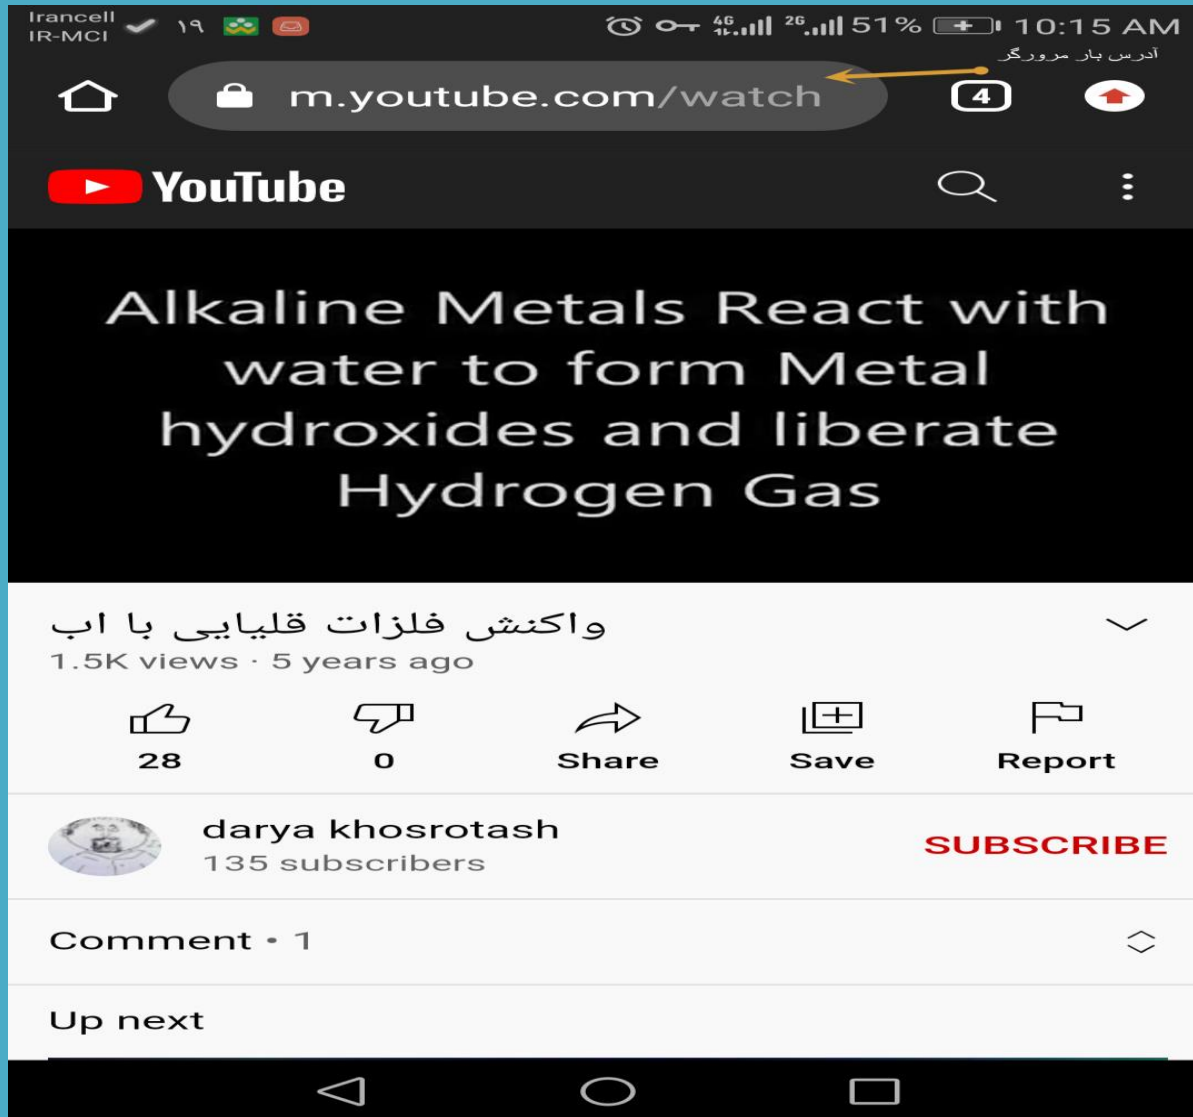 Irancell
IR-MCI ۱۹ 4G 2G 51% 10:15 AM
آدرس بار مرورگر
m.youtube.com/watch 4
YouTube
Alkaline Metals React with
water to form Metal
hydroxides and liberate
Hydrogen Gas
واکنش فلزات قلیایی با اب
1.5K views · 5 years ago
28 0 Share Save Report
darya khosrotash
135 subscribers
SUBSCRIBE
Comment • 1
Up next